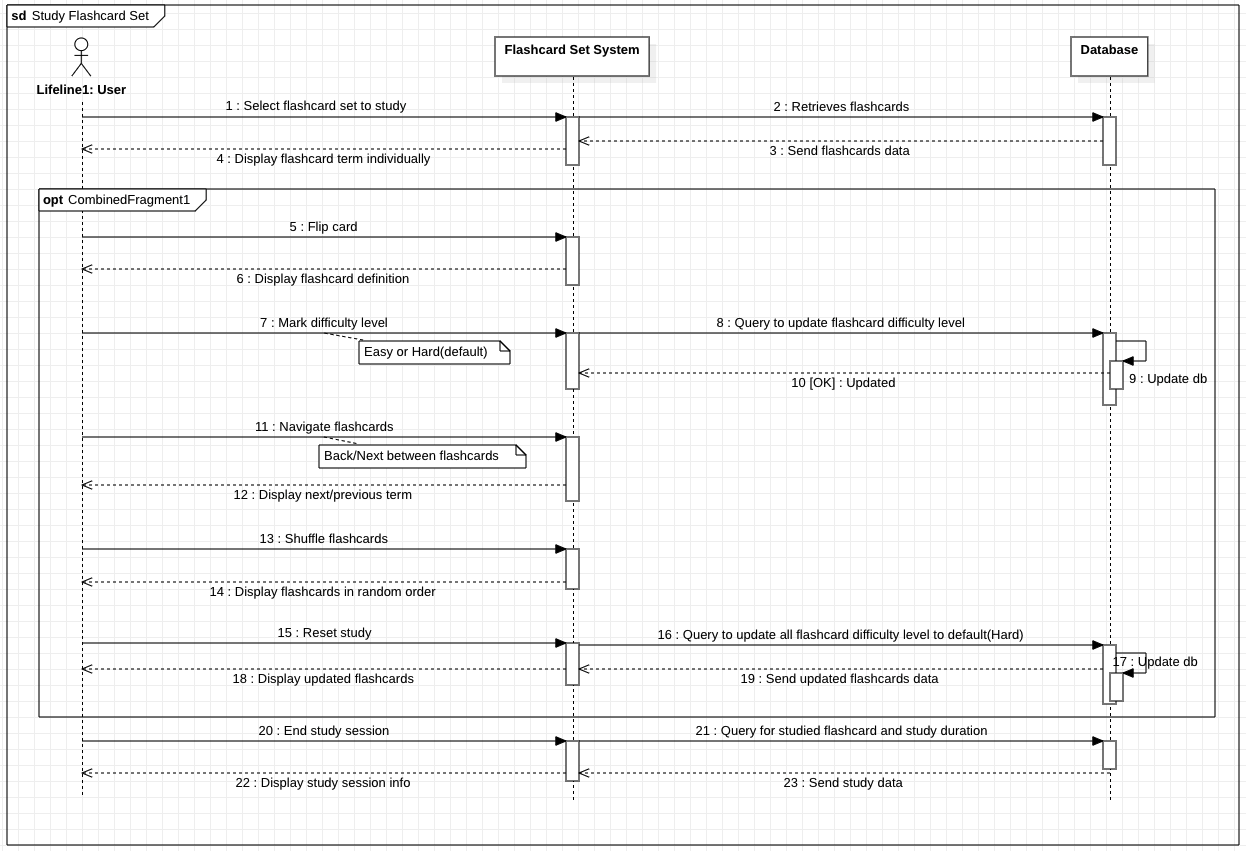 sd Study Flashcard Set
Flashcard Set System
Database
Lifeline1: User
1 : Select flashcard set to study
2 : Retrieves flashcards
3 : Send flashcards data
4 : Display flashcard term individually
opt CombinedFragment1
5 : Flip card
6 : Display flashcard definition
7 : Mark difficulty level
8 : Query to update flashcard difficulty level
Easy or Hard(default)
9 : Update db
10 [OK] : Updated
11 : Navigate flashcards
Back/Next between flashcards
12 : Display next/previous term
13 : Shuffle flashcards
14 : Display flashcards in random order
15 : Reset study
16 : Query to update all flashcard difficulty level to default(Hard)
17 : Update db
18 : Display updated flashcards
19 : Send updated flashcards data
20 : End study session
21 : Query for studied flashcard and study duration
22 : Display study session info
23 : Send study data